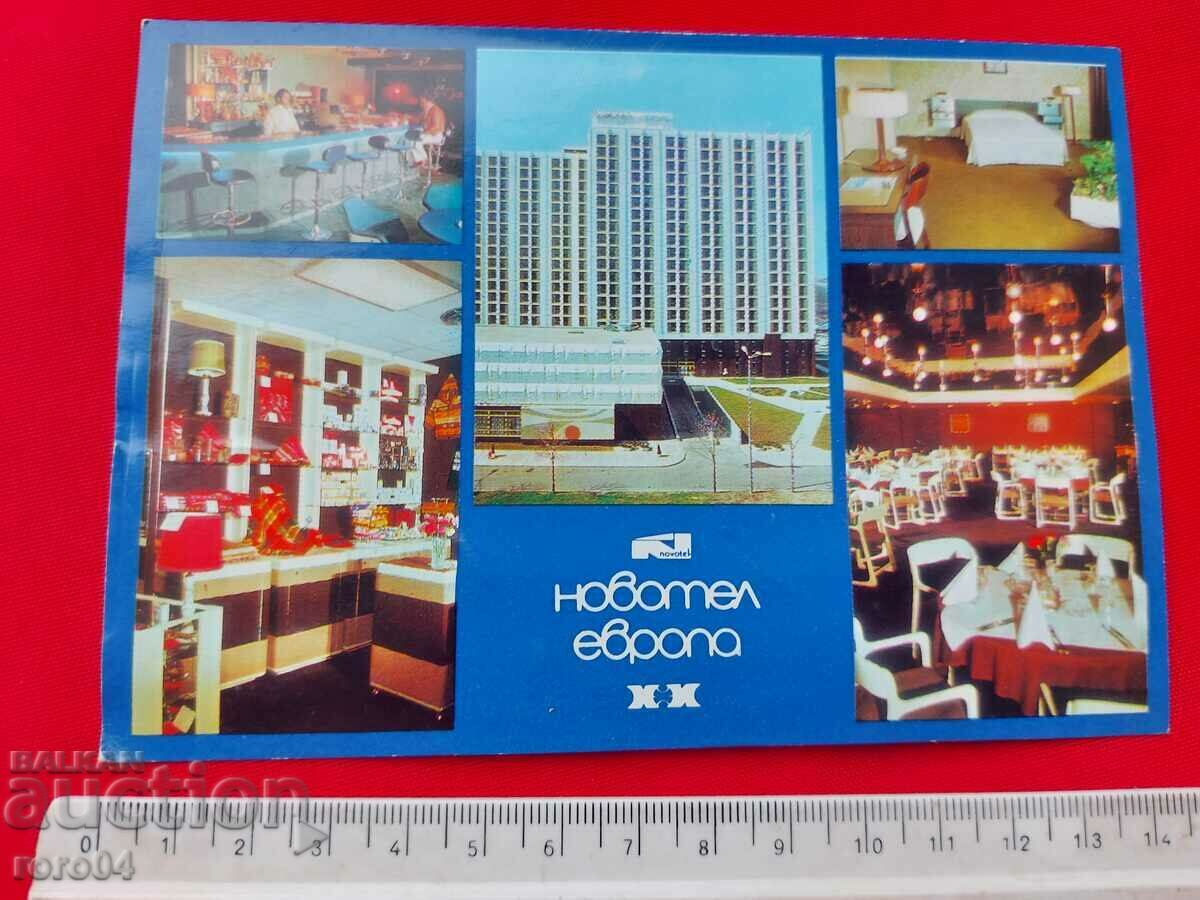 novotel
новотел
европа
BALKAN
auction
roro04
0 1 2 3 4 5 6 7 8 9 10 11 12 13 14